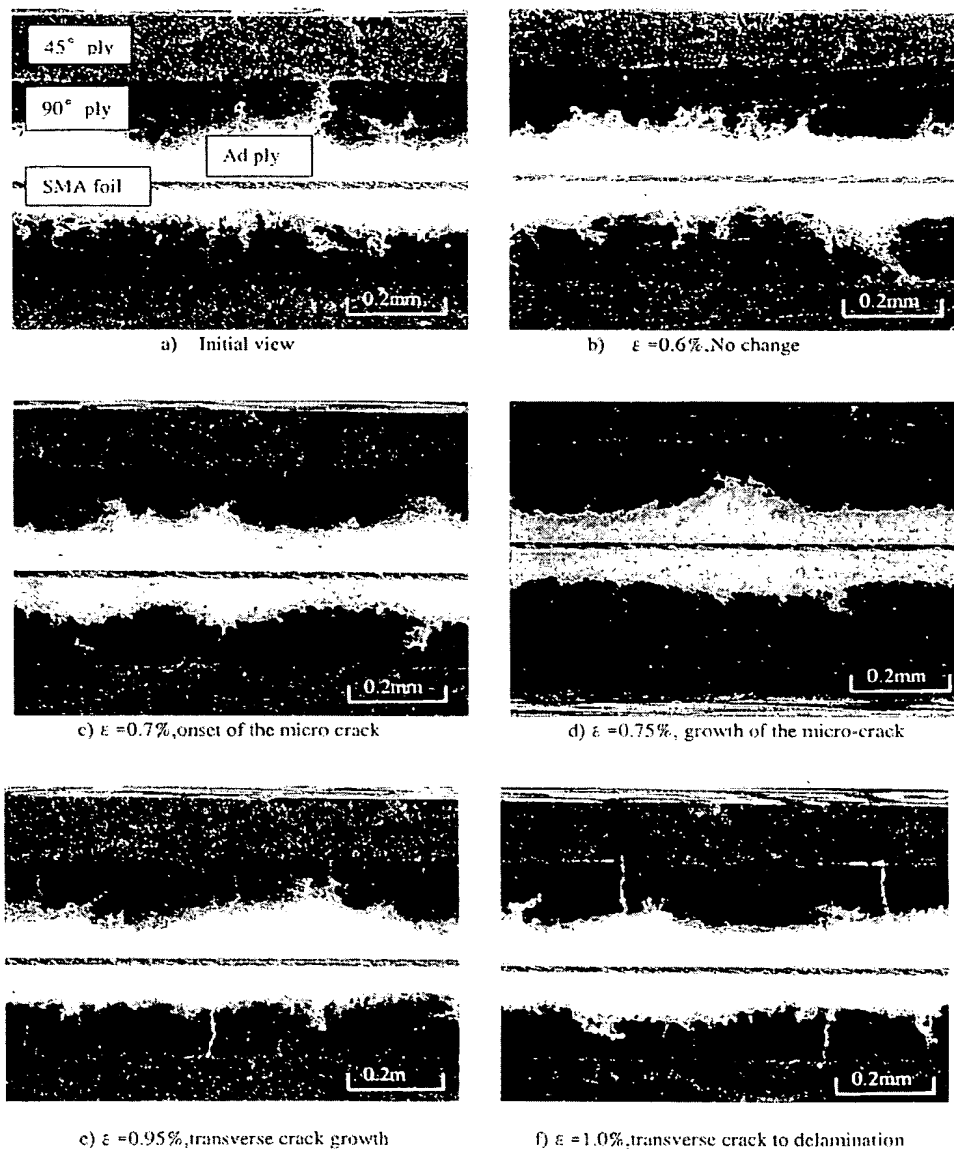 45° ply
90° ply
Ad ply
SMA foil
0.2mm
a) Initial view
0.2mm
b) ε =0.6%,No change
0.2mm
c) ε =0.7%,onset of the micro crack
0.2mm
d) ε =0.75%, growth of the micro-crack
0.2m
e) ε =0.95%,transverse crack growth
0.2mm
f) ε =1.0%,transverse crack to delamination